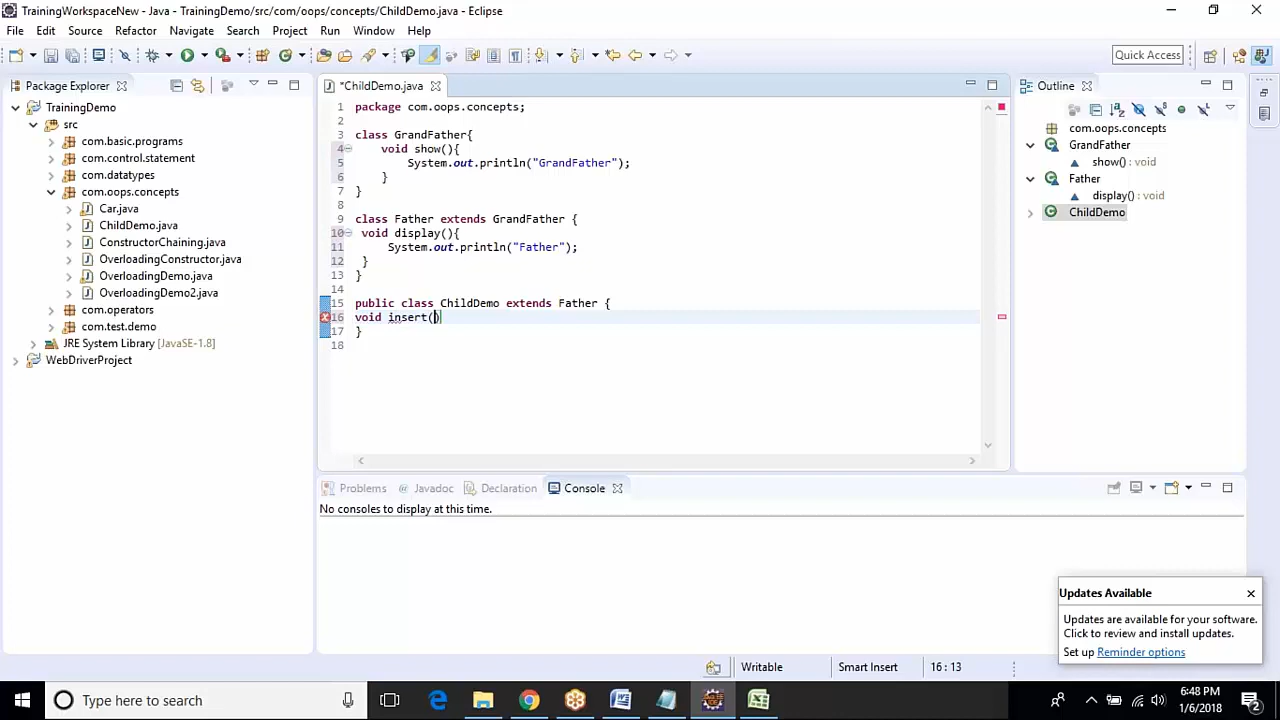 TrainingWorkspaceNew - Java - TrainingDemo/src/com/oops/concepts/ChildDemo.java - Eclipse
File Edit Source Refactor Navigate Search Project Run Window Help
Quick Access
Package Explorer
TrainingDemo
src
com.basic.programs
com.control.statement
com.datatypes
com.oops.concepts
Car.java
ChildDemo.java
ConstructorChaining.java
OverloadingConstructor.java
OverloadingDemo.java
OverloadingDemo2.java
com.operators
com.test.demo
JRE System Library [JavaSE-1.8]
WebDriverProject
*ChildDemo.java
1 package com.oops.concepts;
2
3 class GrandFather{
4 void show(){
5 System.out.println("GrandFather");
6 }
7 }
8
9 class Father extends GrandFather {
10 void display(){
11 System.out.println("Father");
12 }
13 }
14
15 public class ChildDemo extends Father {
16 void insert()
17 }
18
Outline
com.oops.concepts
GrandFather
show() : void
Father
display() : void
ChildDemo
Problems Javadoc Declaration Console
No consoles to display at this time.
Updates Available
Updates are available for your software.
Click to review and install updates.
Set up Reminder options
Writable Smart Insert 16 : 13
Type here to search
6:48 PM
1/6/2018
2